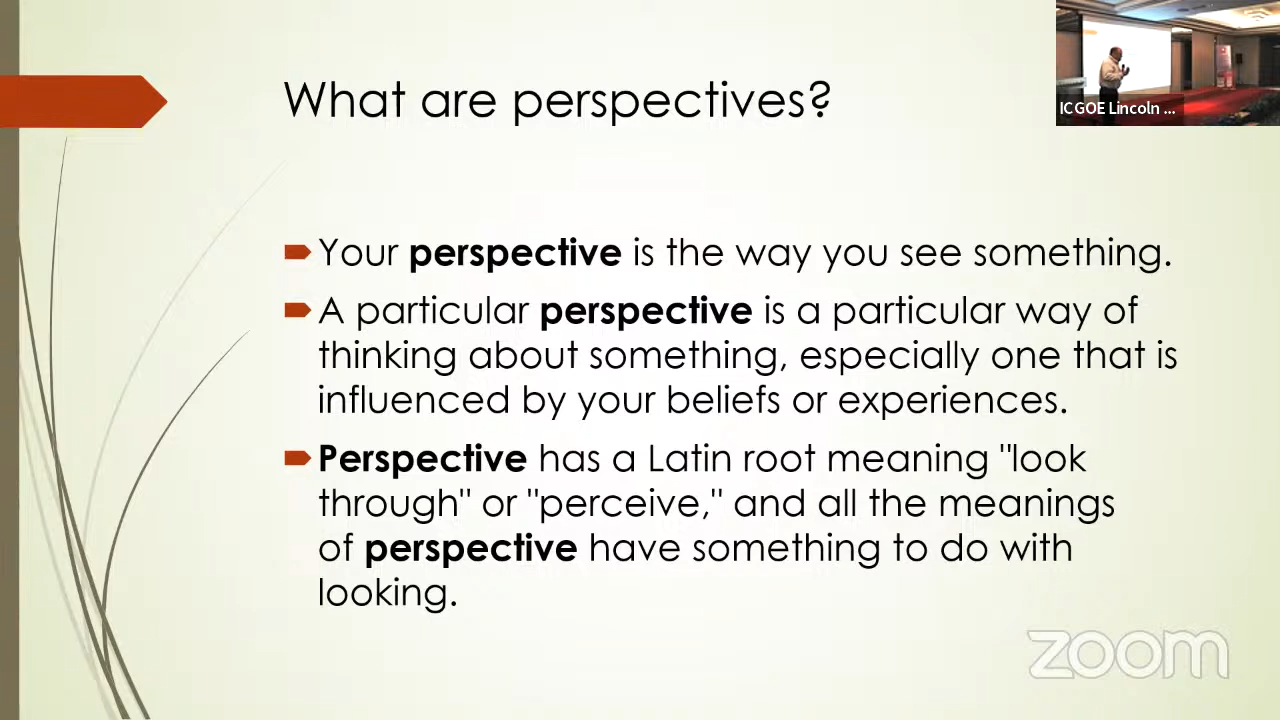 What are perspectives?
ICGOE Lincoln ...
Your perspective is the way you see something.
A particular perspective is a particular way of
thinking about something, especially one that is
influenced by your beliefs or experiences.
Perspective has a Latin root meaning "look
through" or "perceive," and all the meanings
of perspective have something to do with
looking.
zoom